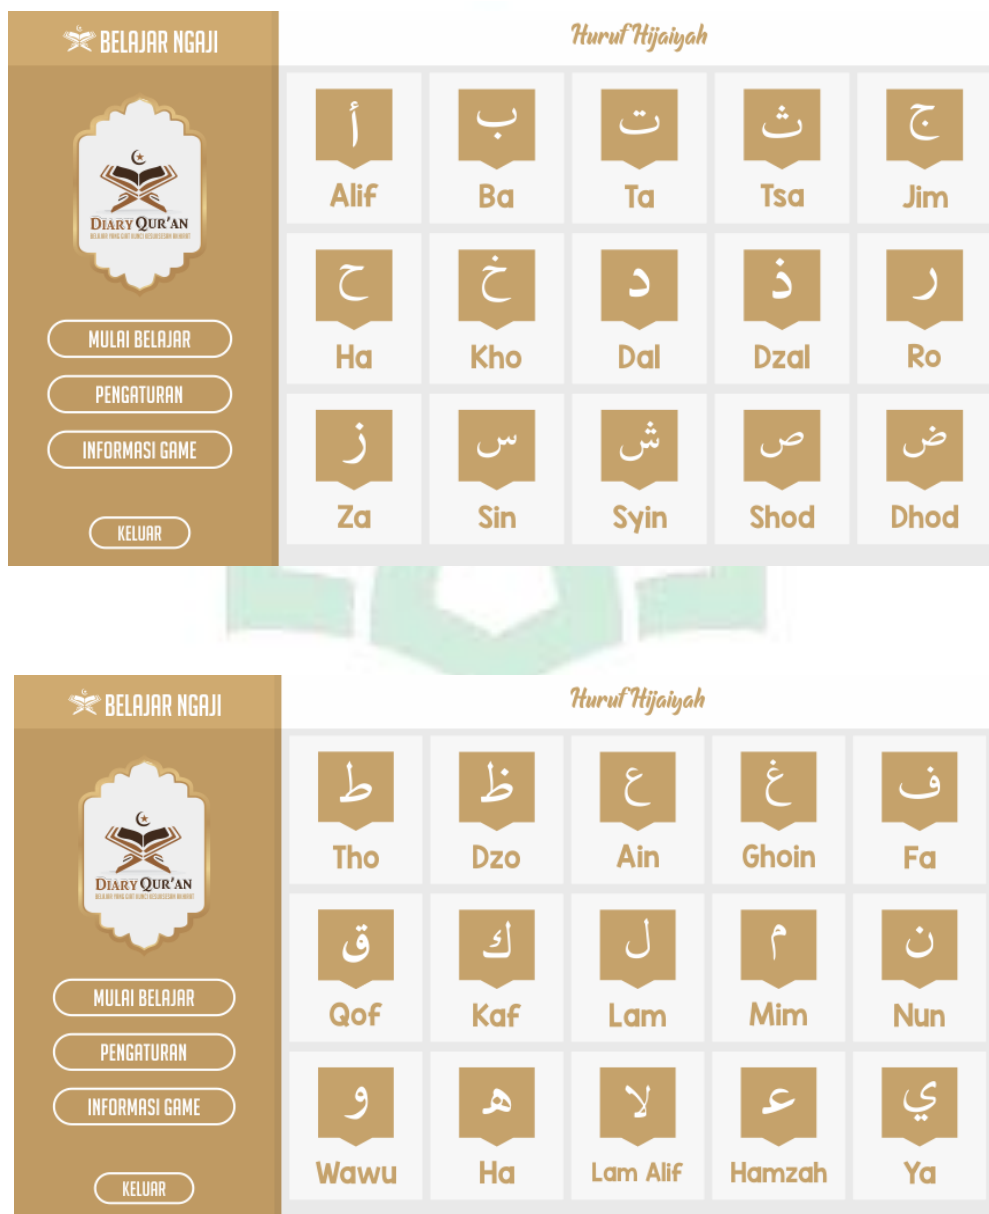 BELAJAR NGAJI
Huruf Hijaiyah
DIARY QUR'AN
MULAI BELAJAR
PENGATURAN
INFORMASI GAME
KELUAR
أ ب ت ث ج
Alif Ba Ta Tsa Jim
ح خ د ذ ر
Ha Kho Dal Dzal Ro
ز س ش ص ض
Za Sin Syin Shod Dhod
BELAJAR NGAJI
Huruf Hijaiyah
DIARY QUR'AN
MULAI BELAJAR
PENGATURAN
INFORMASI GAME
KELUAR
ط ظ ع غ ف
Tho Dzo Ain Ghoin Fa
ق ك ل م ن
Qof Kaf Lam Mim Nun
و ه لا ء ي
Wawu Ha Lam Alif Hamzah Ya